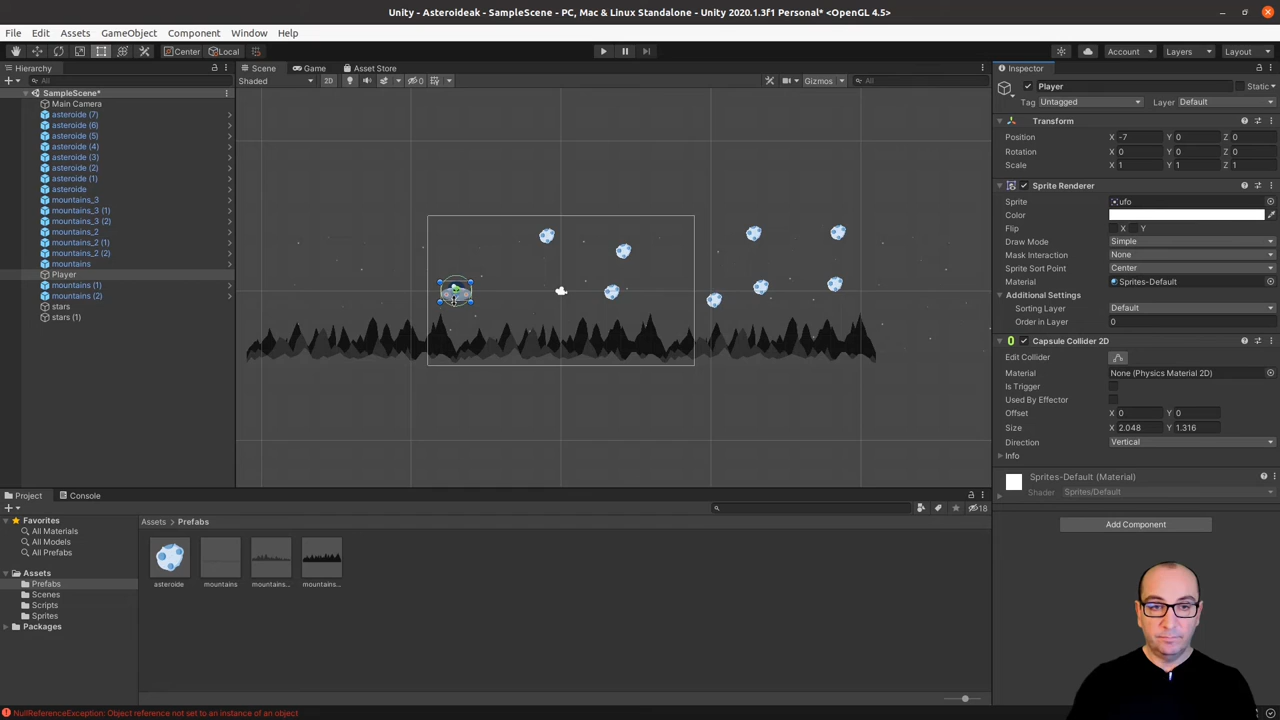 Unity - Asteroideak - SampleScene - PC, Mac & Linux Standalone - Unity 2020.1.3f1 Personal* <OpenGL 4.5>
File Edit Assets GameObject Component Window Help
Center Local Account Layers Layout
Hierarchy
All
SampleScene*
Main Camera
asteroide (7)
asteroide (6)
asteroide (5)
asteroide (4)
asteroide (3)
asteroide (2)
asteroide (1)
asteroide
mountains_3
mountains_3 (1)
mountains_3 (2)
mountains_2
mountains_2 (1)
mountains_2 (2)
mountains
Player
mountains (1)
mountains (2)
stars
stars (1)
Scene Game Asset Store
Shaded 2D 0 Gizmos All
Inspector
Player Static
Tag Untagged Layer Default
Transform
Position X -7 Y 0 Z 0
Rotation X 0 Y 0 Z 0
Scale X 1 Y 1 Z 1
Sprite Renderer
Sprite ufo
Color
Flip X Y
Draw Mode Simple
Mask Interaction None
Sprite Sort Point Center
Material Sprites-Default
Additional Settings
Sorting Layer Default
Order in Layer 0
Capsule Collider 2D
Edit Collider
Material None (Physics Material 2D)
Is Trigger
Used By Effector
Offset X 0 Y 0
Size X 2.048 Y 1.316
Direction Vertical
Info
Sprites-Default (Material)
Shader Sprites/Default
Add Component
Project Console
18
Favorites
All Materials
All Models
All Prefabs
Assets
Prefabs
Scenes
Scripts
Sprites
Packages
Assets > Prefabs
asteroide mountains mountains... mountains...
NullReferenceException: Object reference not set to an instance of an object